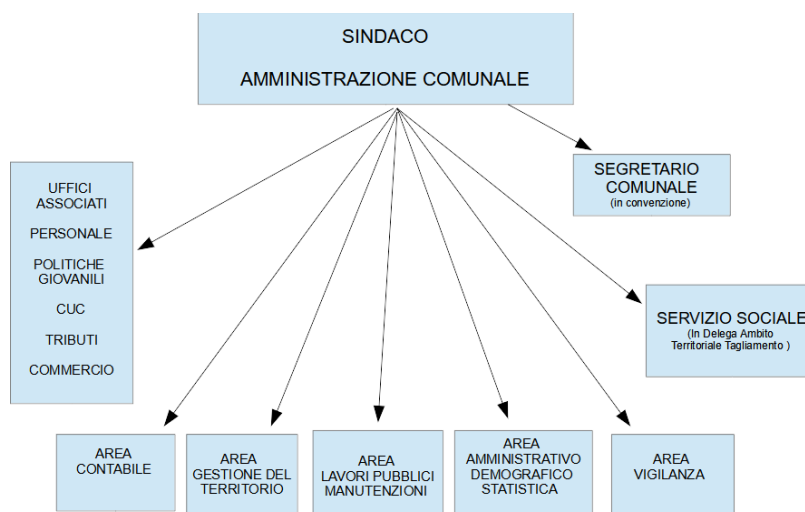 SINDACO
AMMINISTRAZIONE COMUNALE
SEGRETARIO
COMUNALE
(in convenzione)
UFFICI
ASSOCIATI
PERSONALE
POLITICHE
GIOVANILI
CUC
TRIBUTI
COMMERCIO
SERVIZIO SOCIALE
(In Delega Ambito
Territoriale Tagliamento )
AREA
CONTABILE
AREA
GESTIONE DEL
TERRITORIO
AREA
LAVORI PUBBLICI
MANUTENZIONI
AREA
AMMINISTRATIVO
DEMOGRAFICO
STATISTICA
AREA
VIGILANZA